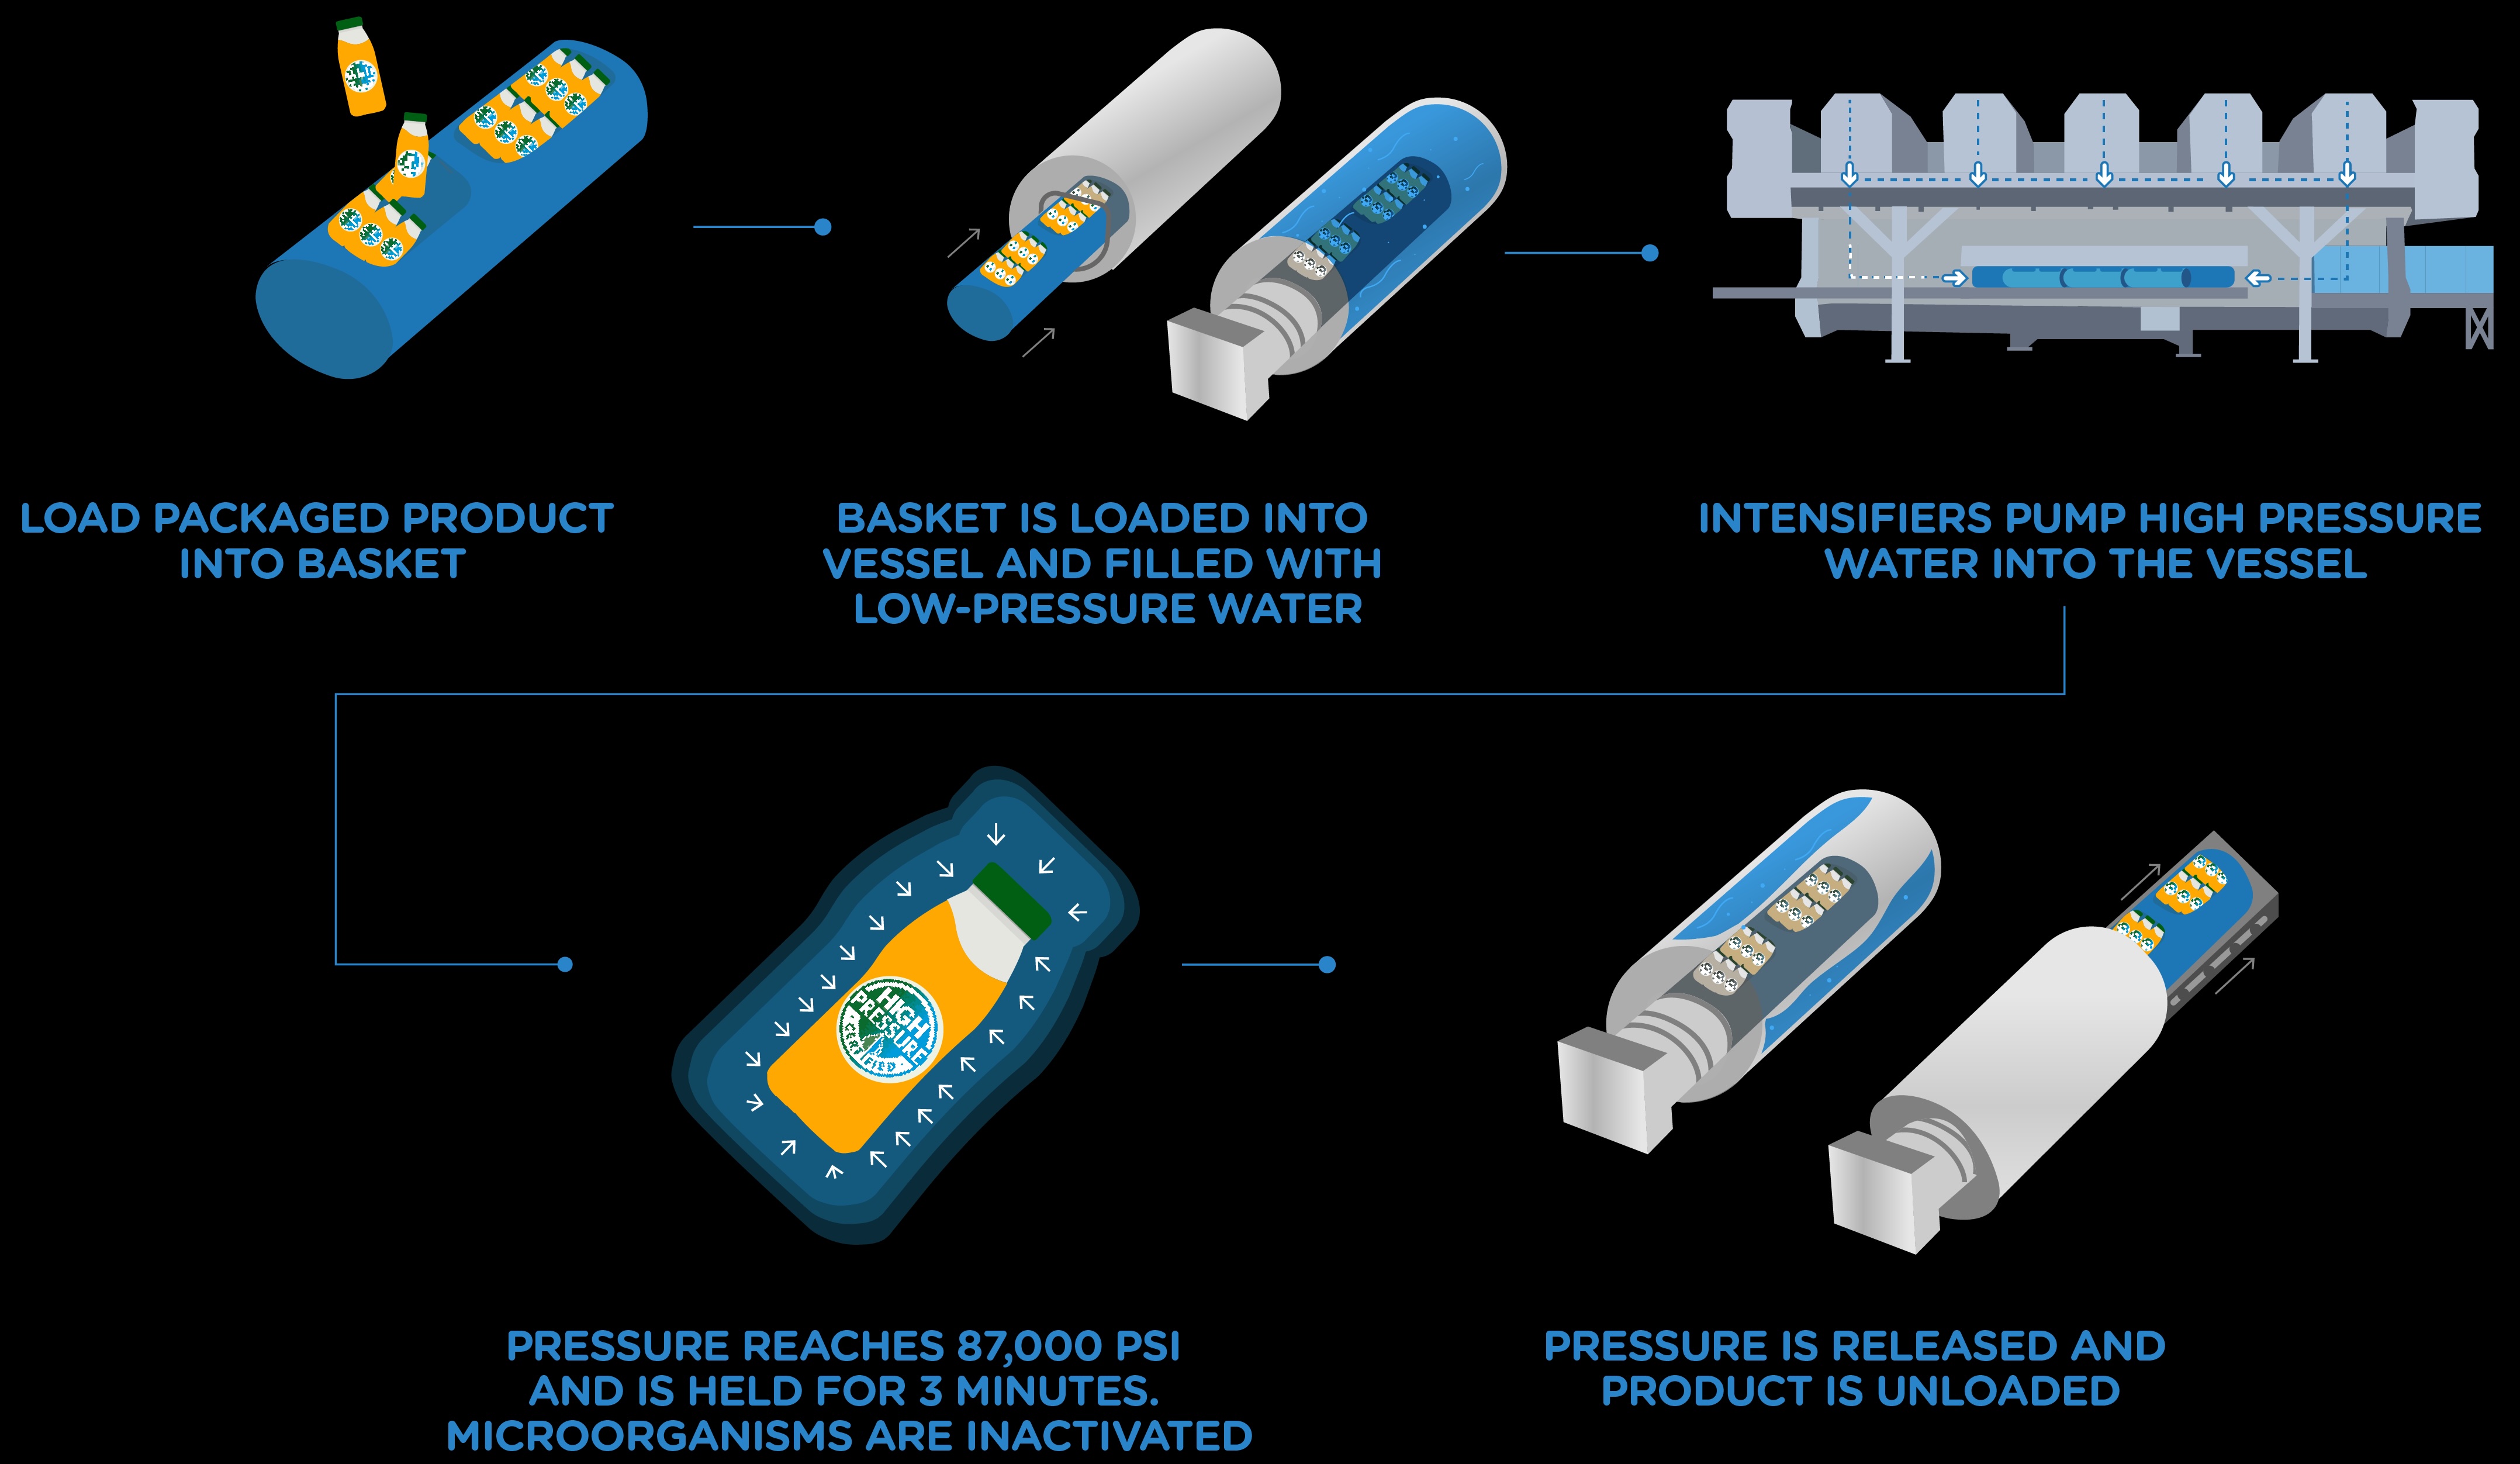 LOAD PACKAGED PRODUCT
INTO BASKET
BASKET IS LOADED INTO
VESSEL AND FILLED WITH
LOW-PRESSURE WATER
INTENSIFIERS PUMP HIGH PRESSURE
WATER INTO THE VESSEL
HIGH
PRESSURE
CERTIFIED
PRESSURE REACHES 87,000 PSI
AND IS HELD FOR 3 MINUTES.
MICROORGANISMS ARE INACTIVATED
PRESSURE IS RELEASED AND
PRODUCT IS UNLOADED